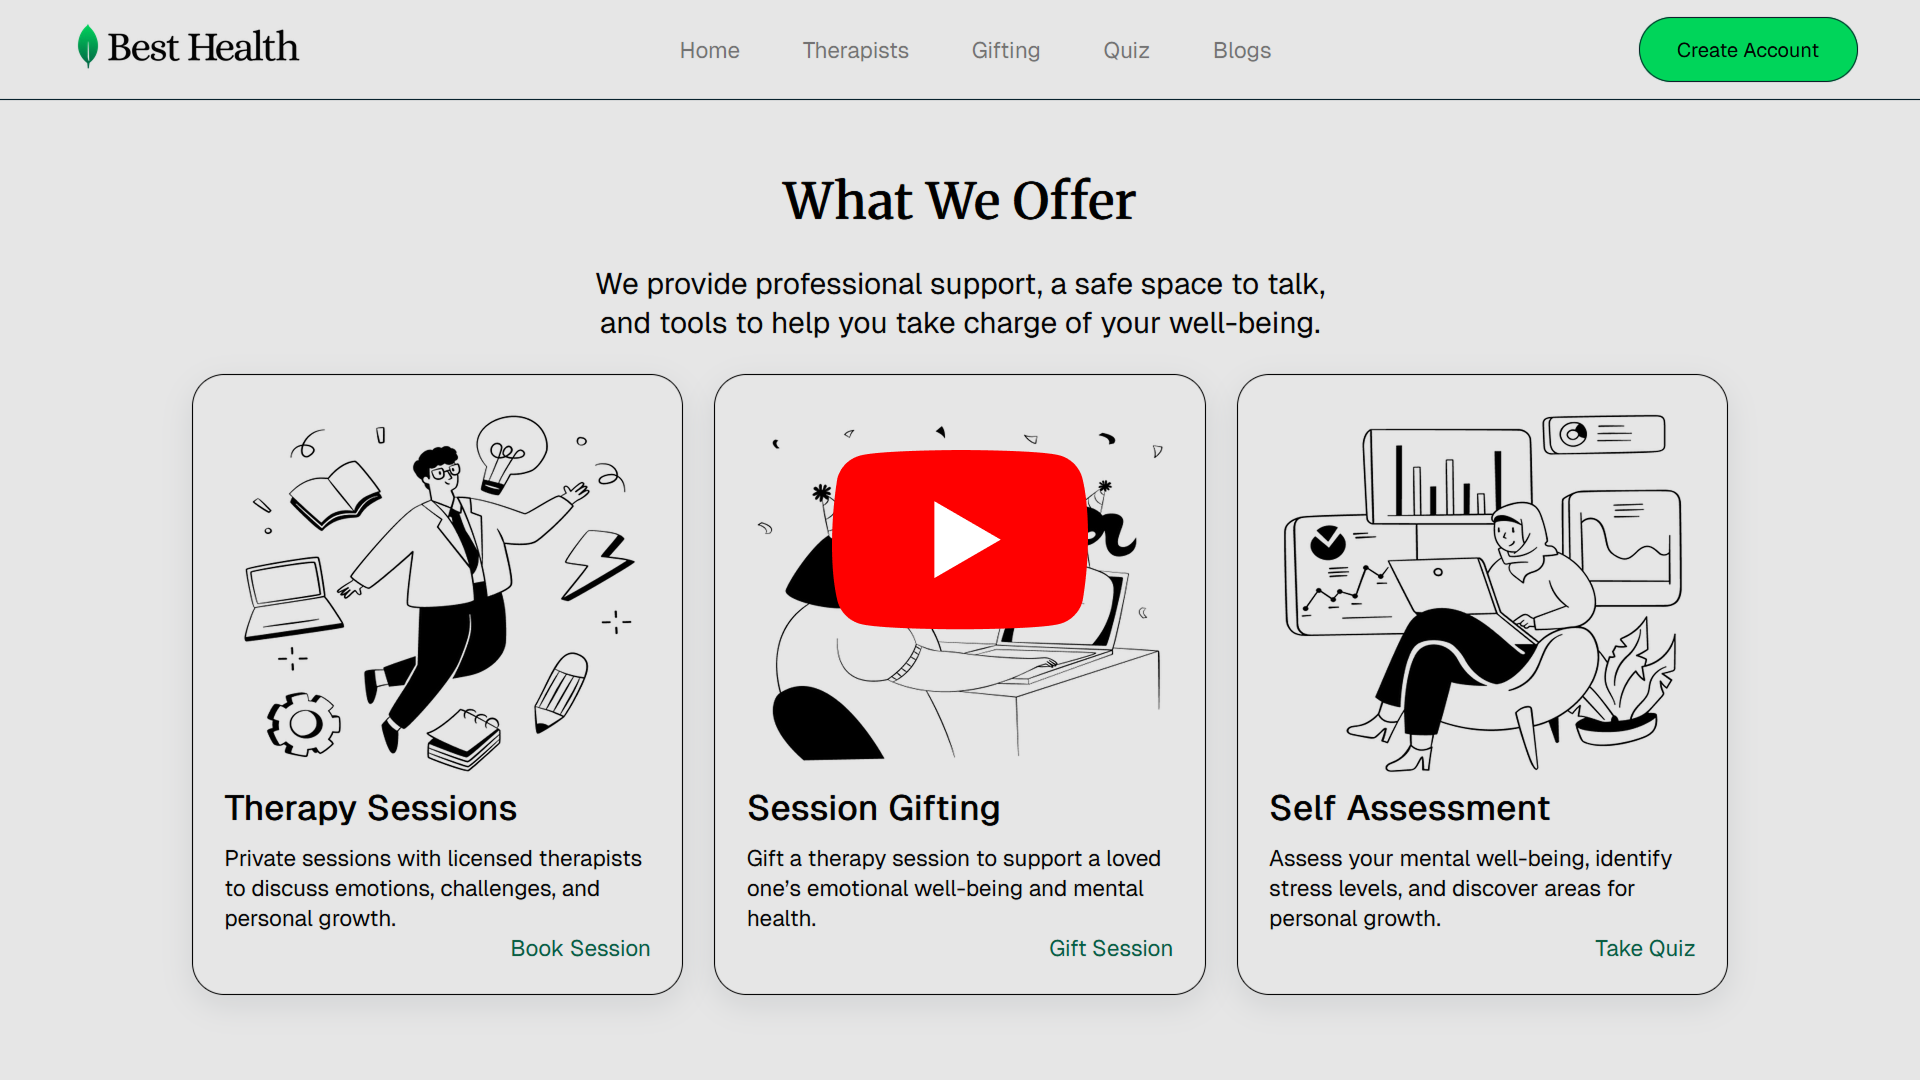 Best Health
Home
Therapists
Gifting
Quiz
Blogs
Create Account
What We Offer
We provide professional support, a safe space to talk,
and tools to help you take charge of your well-being.
Therapy Sessions
Private sessions with licensed therapists
to discuss emotions, challenges, and
personal growth.
Book Session
Session Gifting
Gift a therapy session to support a loved
one’s emotional well-being and mental
health.
Gift Session
Self Assessment
Assess your mental well-being, identify
stress levels, and discover areas for
personal growth.
Take Quiz